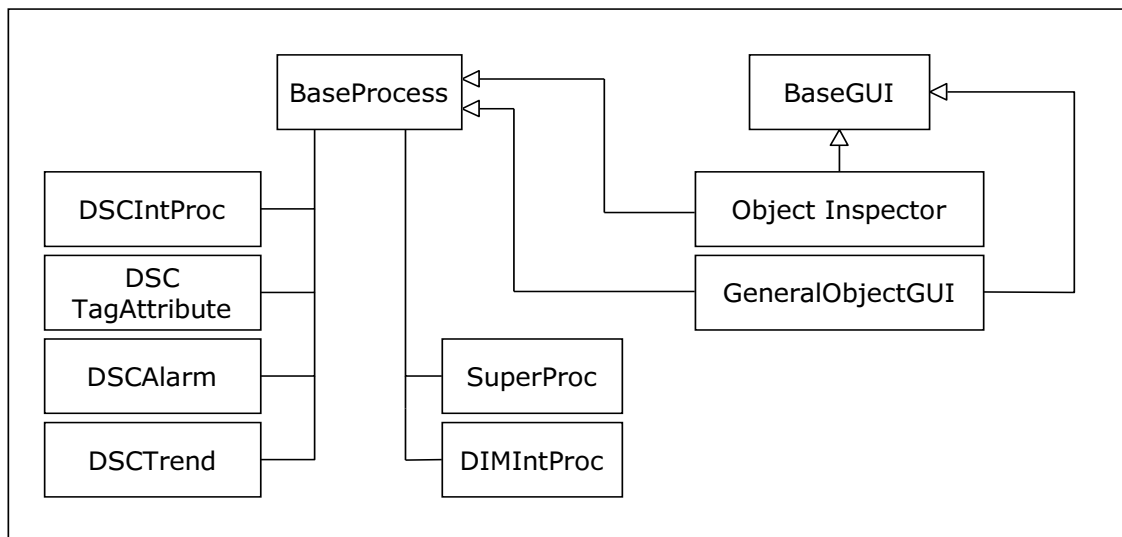 BaseProcess
BaseGUI
DSCIntProc
Object Inspector
DSC
TagAttribute
GeneralObjectGUI
DSCAlarm
SuperProc
DSCTrend
DIMIntProc